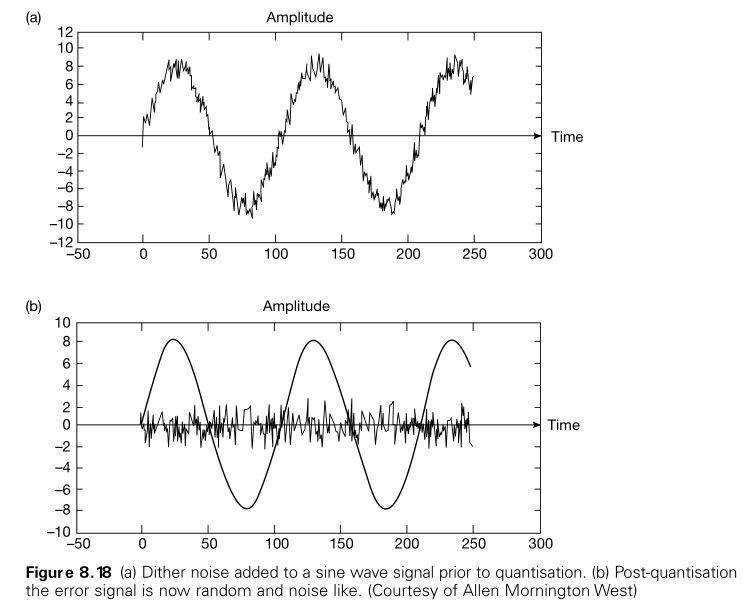 (a)
Amplitude
12
10
8
6
4
2
0
−2
−4
−6
−8
−10
−12
Time
−50 0 50 100 150 200 250 300
(b)
Amplitude
10
8
6
4
2
0
−2
−4
−6
−8
−10
Time
−50 0 50 100 150 200 250 300
Figure 8.18 (a) Dither noise added to a sine wave signal prior to quantisation. (b) Post-quantisation
the error signal is now random and noise like. (Courtesy of Allen Mornington West)